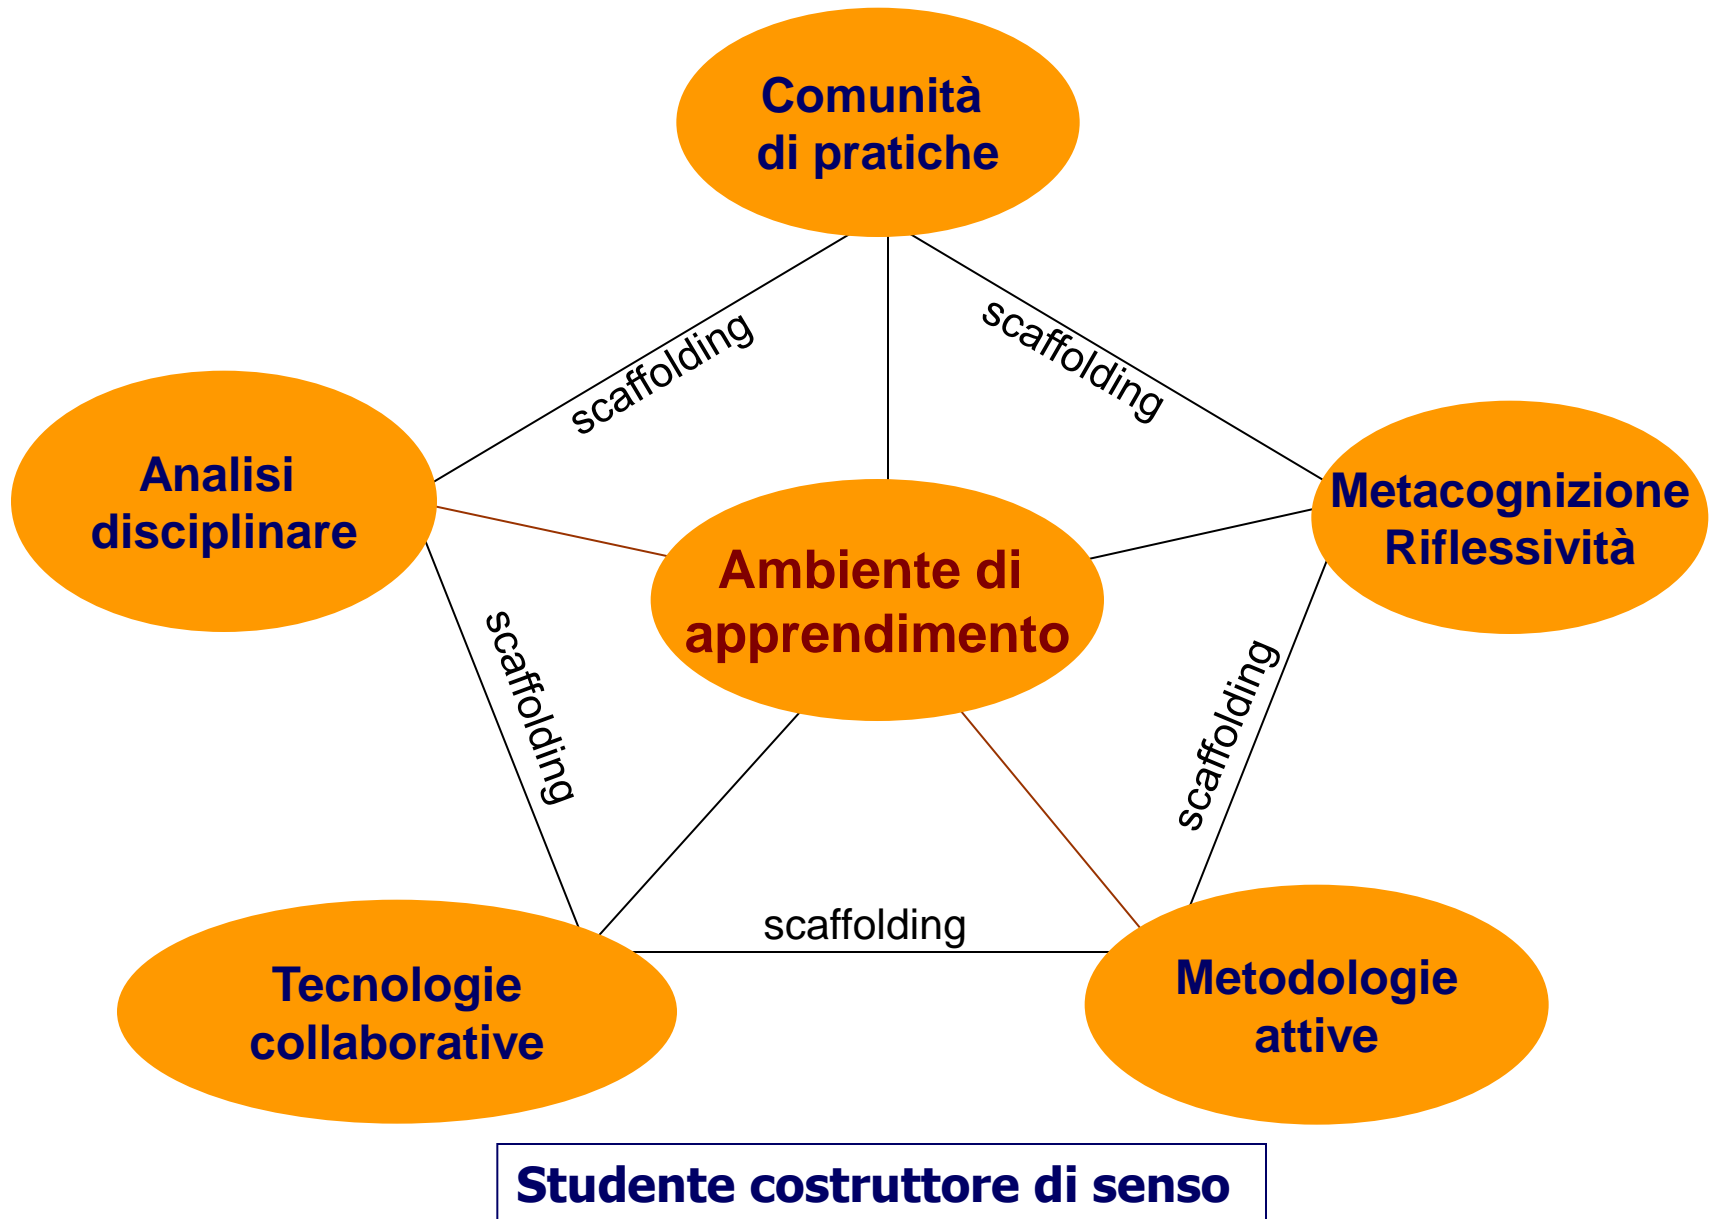 Comunità
di pratiche
scaffolding
scaffolding
Analisi
disciplinare
Metacognizione
Riflessività
Ambiente di
apprendimento
scaffolding
scaffolding
scaffolding
Tecnologie
collaborative
Metodologie
attive
Studente costruttore di senso